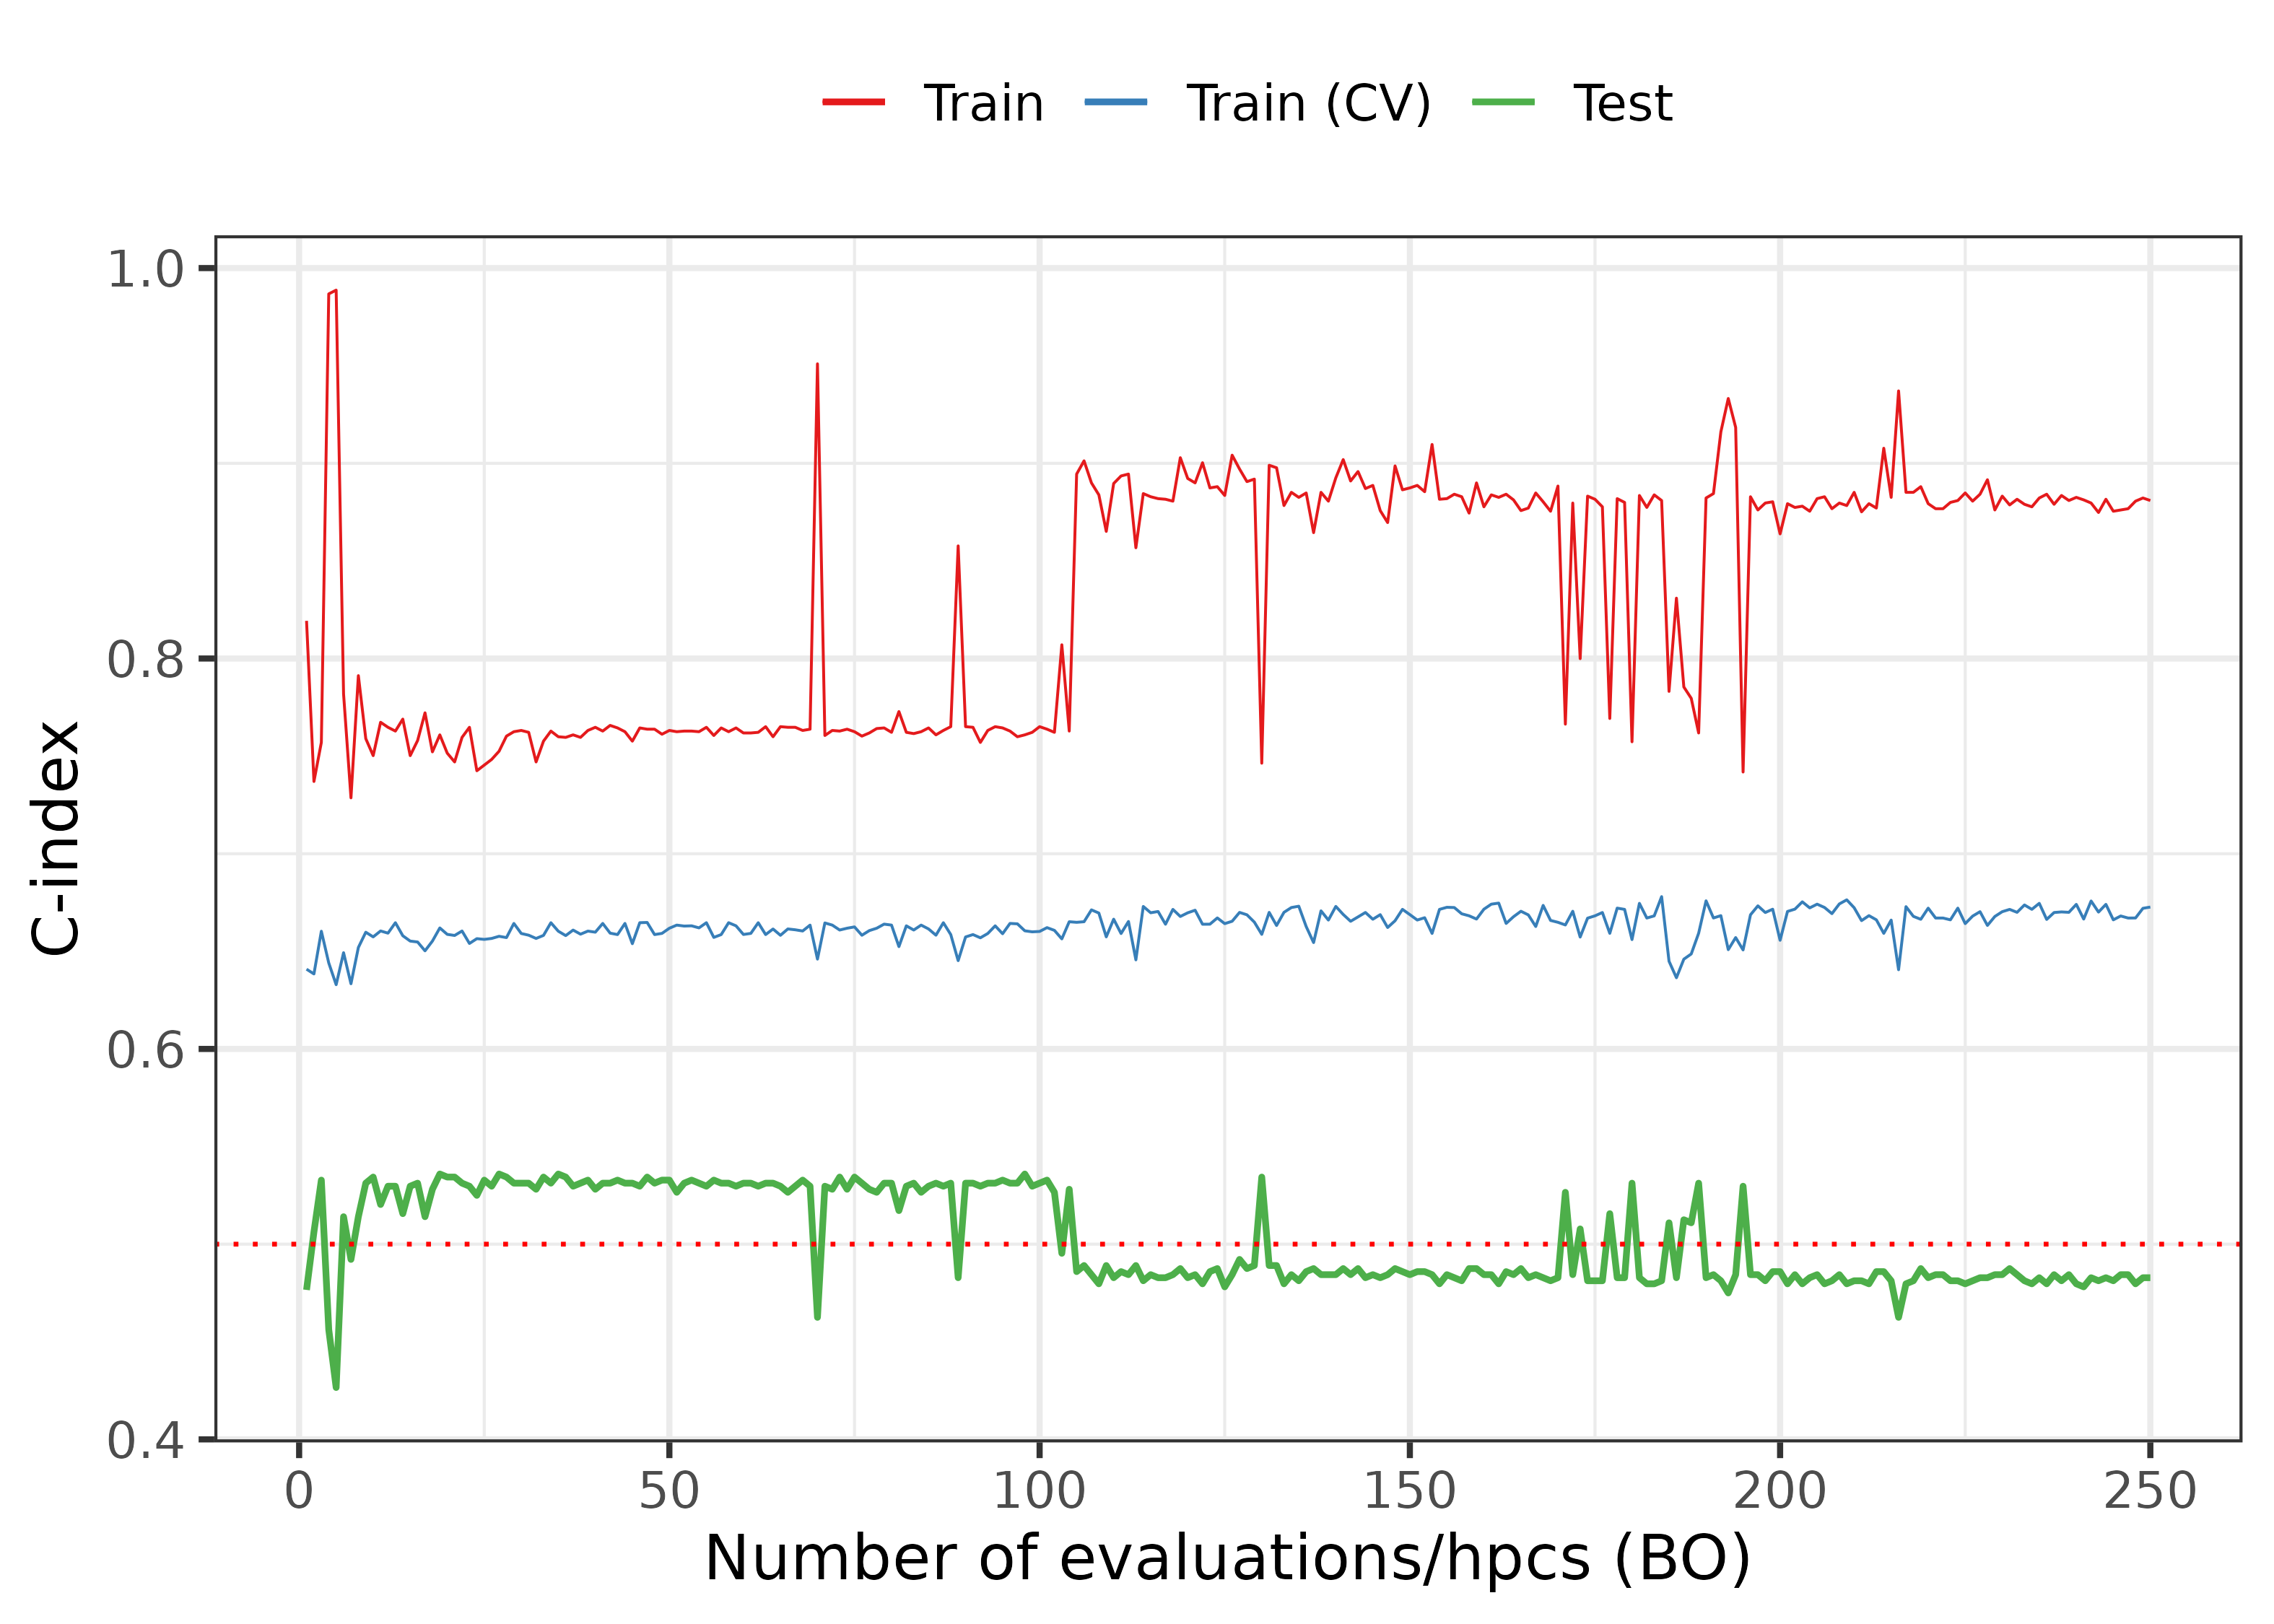 Train Train (CV) Test
1.0
0.8
0.6
0.4
C-index
0 50 100 150 200 250
Number of evaluations/hpcs (BO)